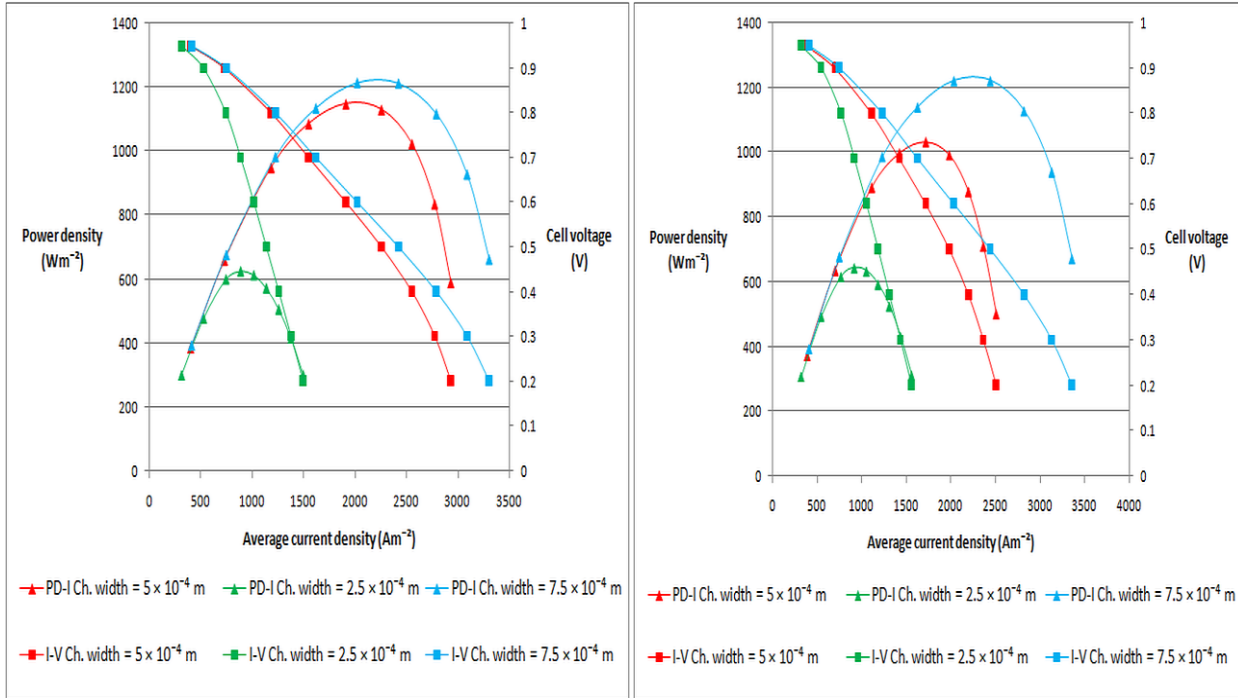 1400
1200
1000
800
600
400
200
0
Power density
(Wm⁻²)
1
0.9
0.8
0.7
0.6
0.5
0.4
0.3
0.2
0.1
0
Cell voltage
(V)
0 500 1000 1500 2000 2500 3000 3500
Average current density (Am⁻²)
PD-I Ch. width = 5 × 10⁻⁴ m PD-I Ch. width = 2.5 × 10⁻⁴ m PD-I Ch. width = 7.5 × 10⁻⁴ m
I-V Ch. width = 5 × 10⁻⁴ m I-V Ch. width = 2.5 × 10⁻⁴ m I-V Ch. width = 7.5 × 10⁻⁴ m
1400
1200
1000
800
600
400
200
0
Power density
(Wm⁻²)
1
0.9
0.8
0.7
0.6
0.5
0.4
0.3
0.2
0.1
0
Cell voltage
(V)
0 500 1000 1500 2000 2500 3000 3500 4000
Average current density (Am⁻²)
PD-I Ch. width = 5 × 10⁻⁴ m PD-I Ch. width = 2.5 × 10⁻⁴ m PD-I Ch. width = 7.5 × 10⁻⁴ m
I-V Ch. width = 5 × 10⁻⁴ m I-V Ch. width = 2.5 × 10⁻⁴ m I-V Ch. width = 7.5 × 10⁻⁴ m